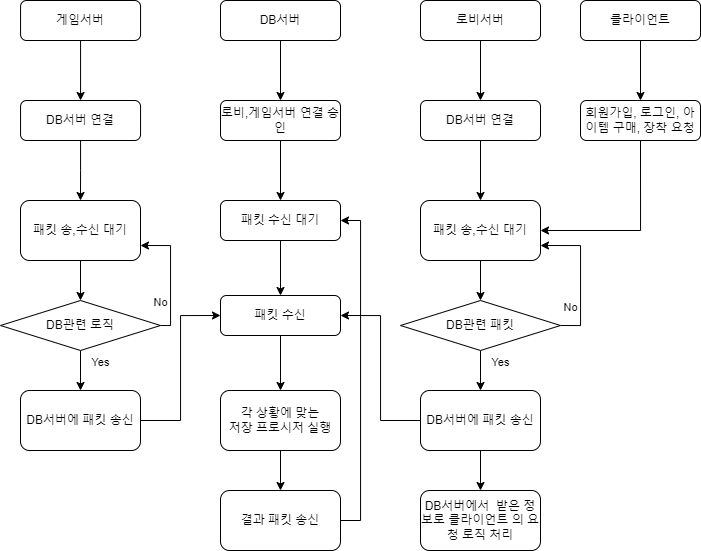 게임서버
DB서버
로비서버
클라이언트
DB서버 연결
로비,게임서버 연결 승
인
DB서버 연결
회원가입, 로그인, 아
이템 구매, 장착 요청
패킷 송,수신 대기
패킷 수신 대기
패킷 송,수신 대기
No
DB관련 로직
패킷 수신
DB관련 패킷
No
Yes
Yes
DB서버에 패킷 송신
각 상황에 맞는
저장 프로시저 실행
DB서버에 패킷 송신
결과 패킷 송신
DB서버에서  받은 정
보로 클라이언트 의 요
청 로직 처리